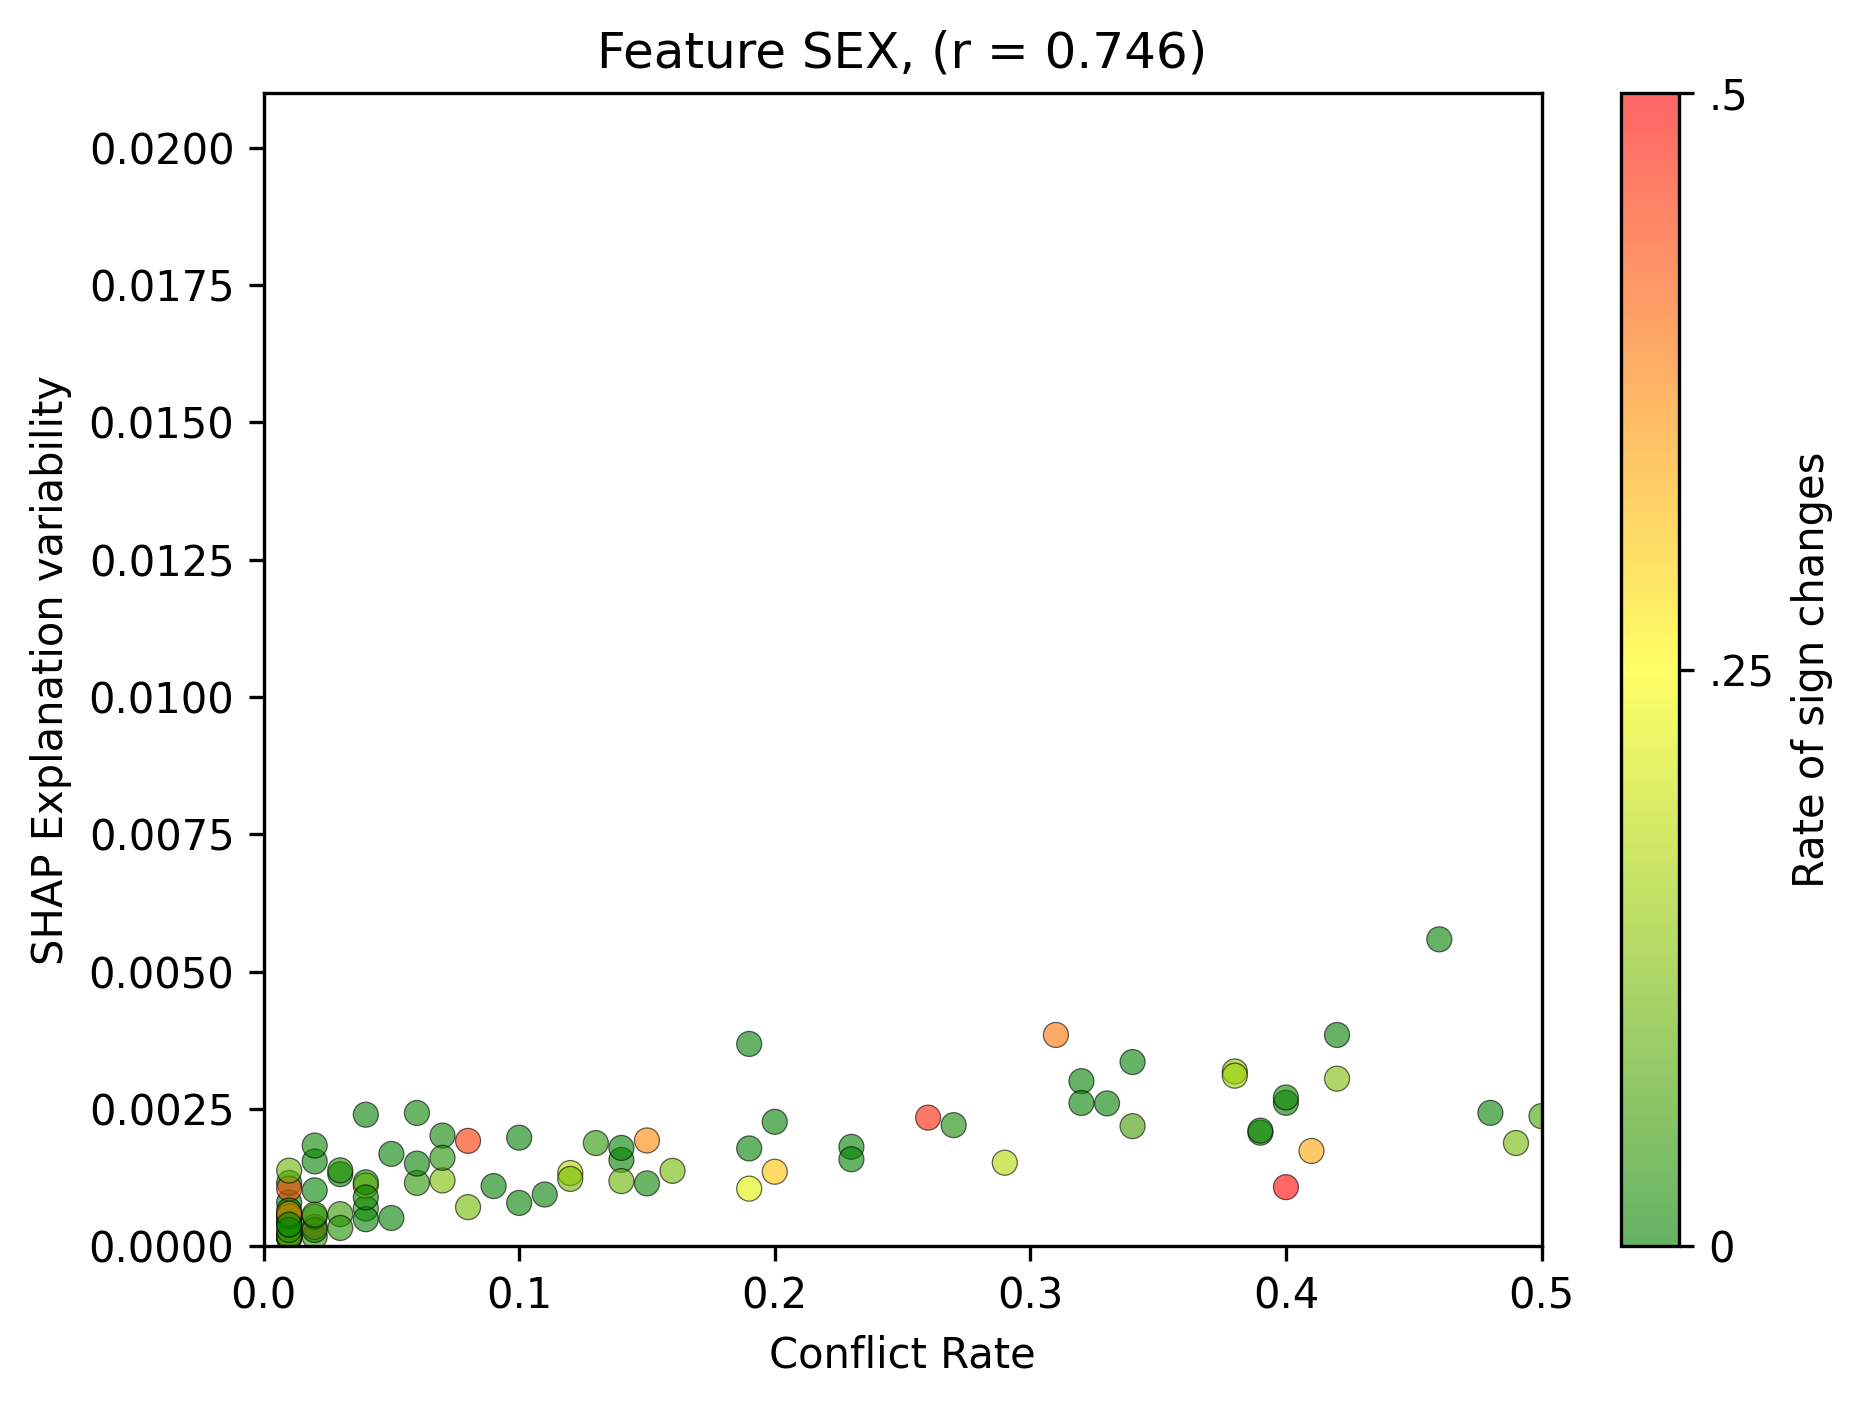 Feature SEX, (r = 0.746)
0.0200
0.0175
0.0150
0.0125
0.0100
0.0075
0.0050
0.0025
0.0000
SHAP Explanation variability
0.0 0.1 0.2 0.3 0.4 0.5
Conflict Rate
.5
.25
0
Rate of sign changes